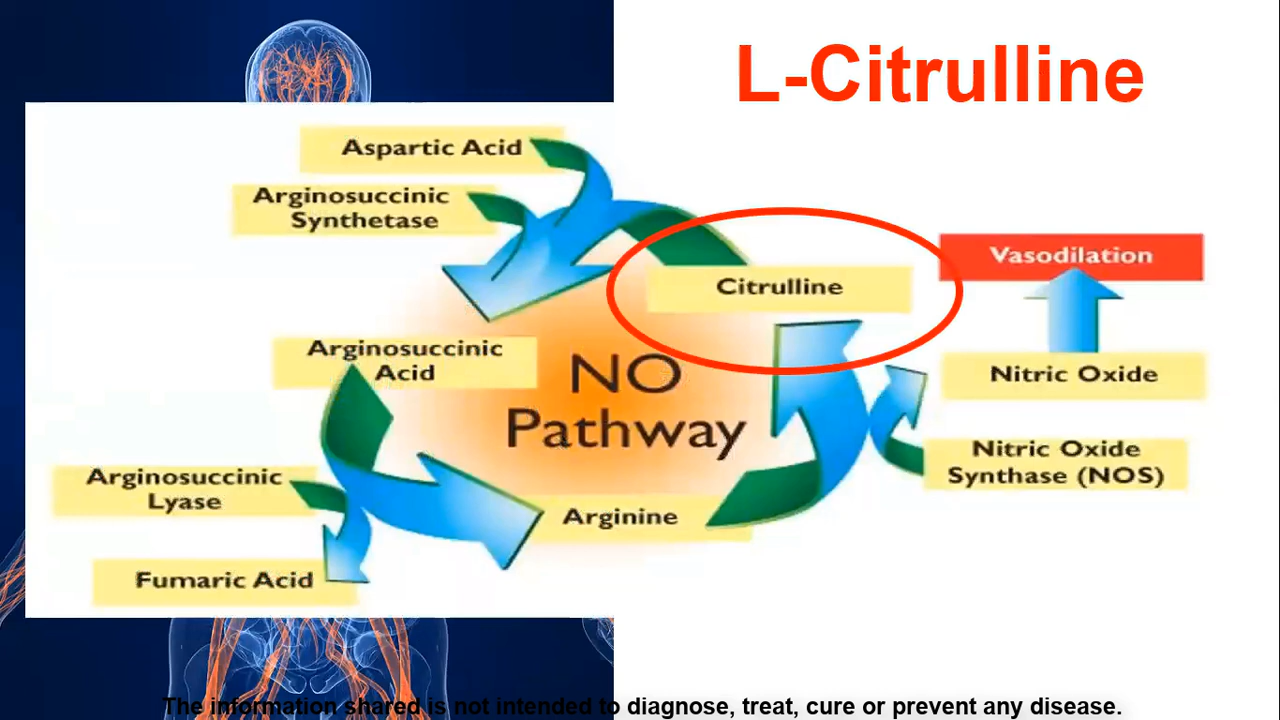 L-Citrulline
Aspartic Acid
Arginosuccinic
Synthetase
Citrulline
Vasodilation
Arginosuccinic
Acid
NO
Pathway
Nitric Oxide
Nitric Oxide
Synthase (NOS)
Arginosuccinic
Lyase
Arginine
Fumaric Acid
The information shared is not intended to diagnose, treat, cure or prevent any disease.